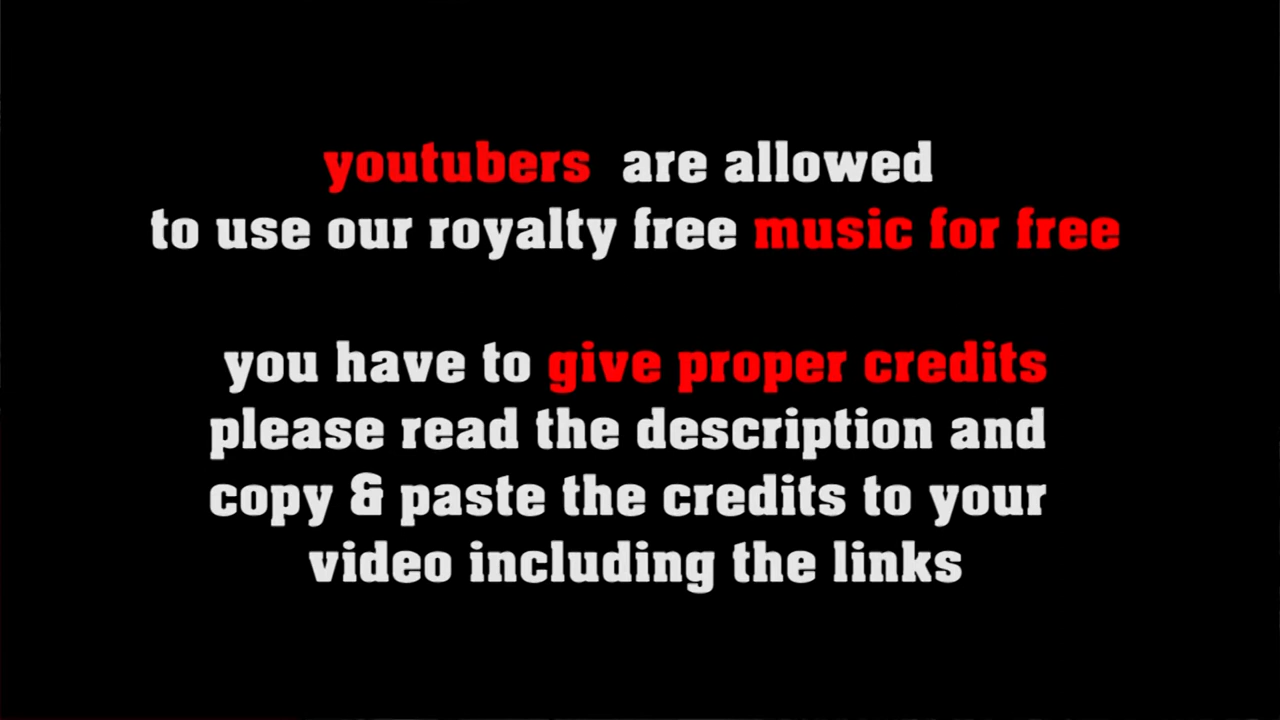 youtubers are allowed
to use our royalty free music for free
you have to give proper credits
please read the description and
copy & paste the credits to your
video including the links